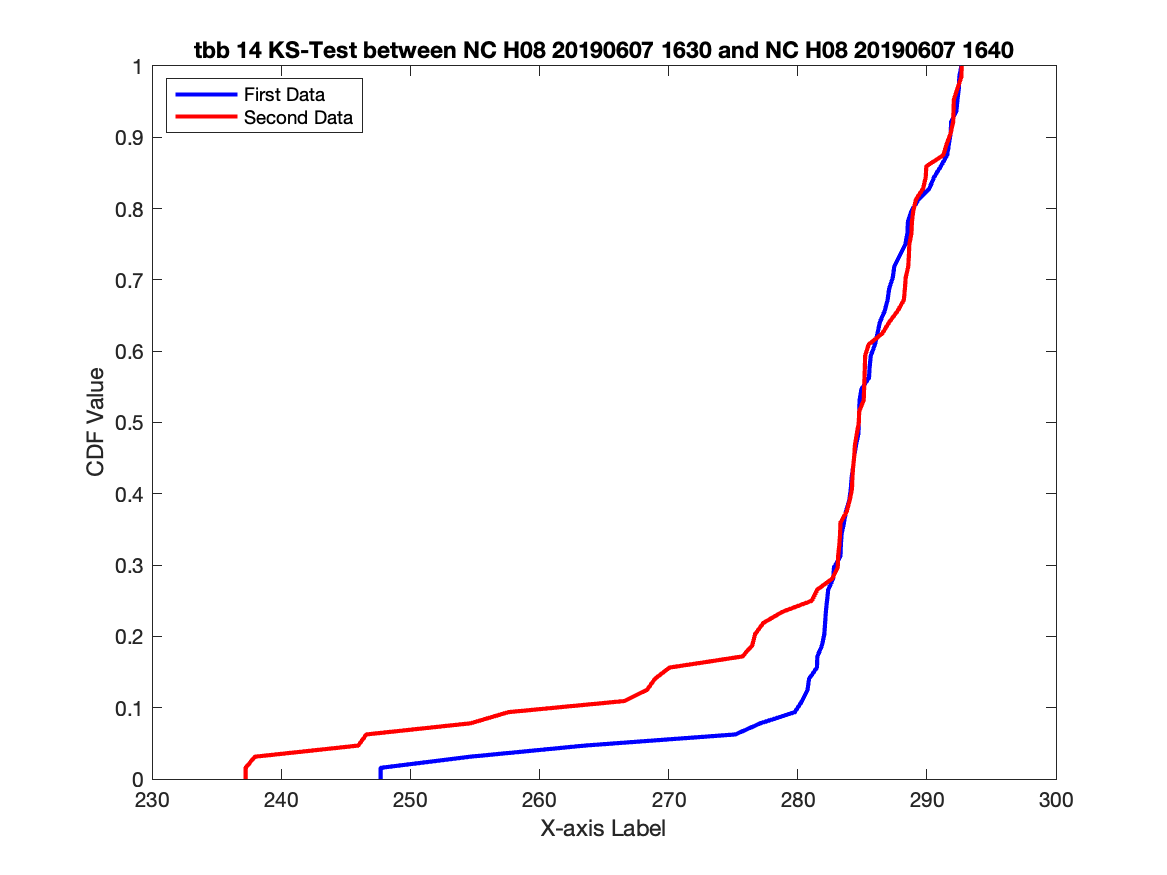 tbb 14 KS-Test between NC H08 20190607 1630 and NC H08 20190607 1640
First Data
Second Data
1
0.9
0.8
0.7
0.6
0.5
0.4
0.3
0.2
0.1
0
CDF Value
230 240 250 260 270 280 290 300
X-axis Label